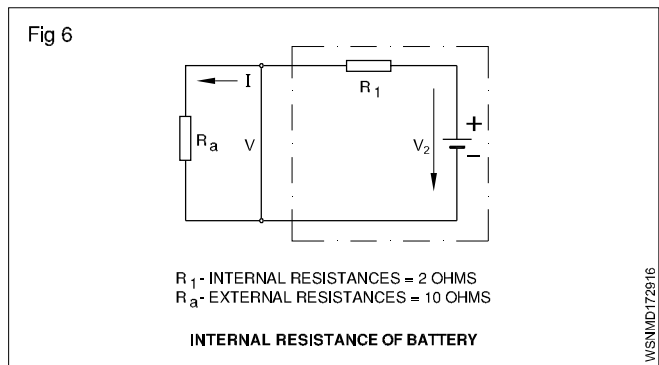 Fig 6
I
R1
Ra
V
V2
+
–
R1- INTERNAL RESISTANCES = 2 OHMS
Ra- EXTERNAL RESISTANCES = 10 OHMS
INTERNAL RESISTANCE OF BATTERY
WSNMD172916